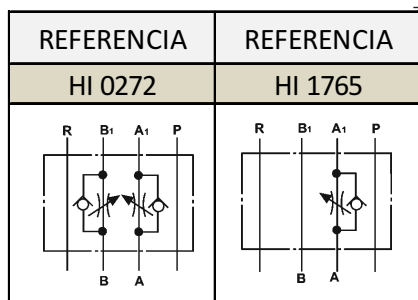 REFERENCIA REFERENCIA
HI 0272 HI 1765
R B1 A1 P R B1 A1 P
B A B A